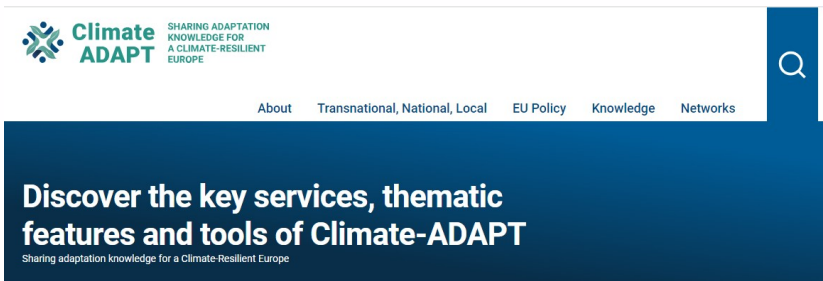 Climate
ADAPT
SHARING ADAPTATION
KNOWLEDGE FOR
A CLIMATE-RESILIENT
EUROPE
About Transnational, National, Local EU Policy Knowledge Networks
Discover the key services, thematic
features and tools of Climate-ADAPT
Sharing adaptation knowledge for a Climate-Resilient Europe